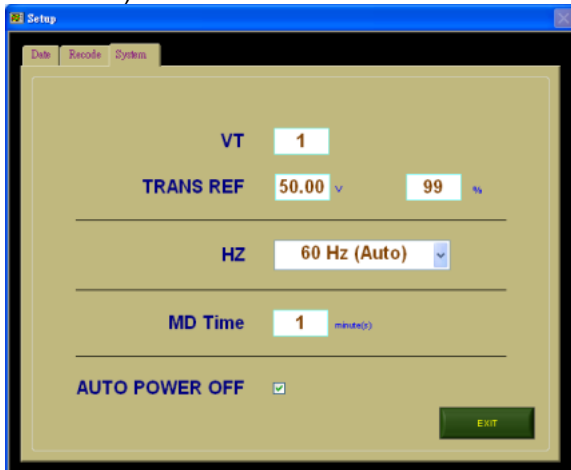 )
Setup
Date Recode System
VT 1
TRANS REF 50.00 V 99 %
HZ 60 Hz (Auto)
MD Time 1 minute(s)
AUTO POWER OFF
EXIT